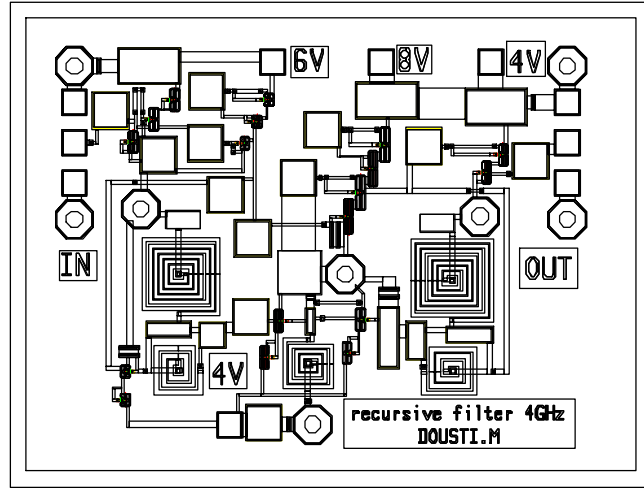 6V 8V 4V
IN OUT
4V
recursive filter 4GHz
DOUSTI.M